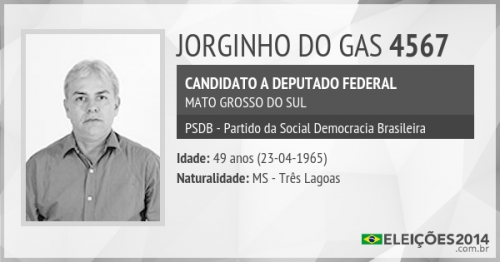 JORGINHO DO GAS 4567
CANDIDATO A DEPUTADO FEDERAL
MATO GROSSO DO SUL
PSDB - Partido da Social Democracia Brasileira
Idade: 49 anos (23-04-1965)
Naturalidade: MS - Três Lagoas
ELEIÇÕES2014
.com.br